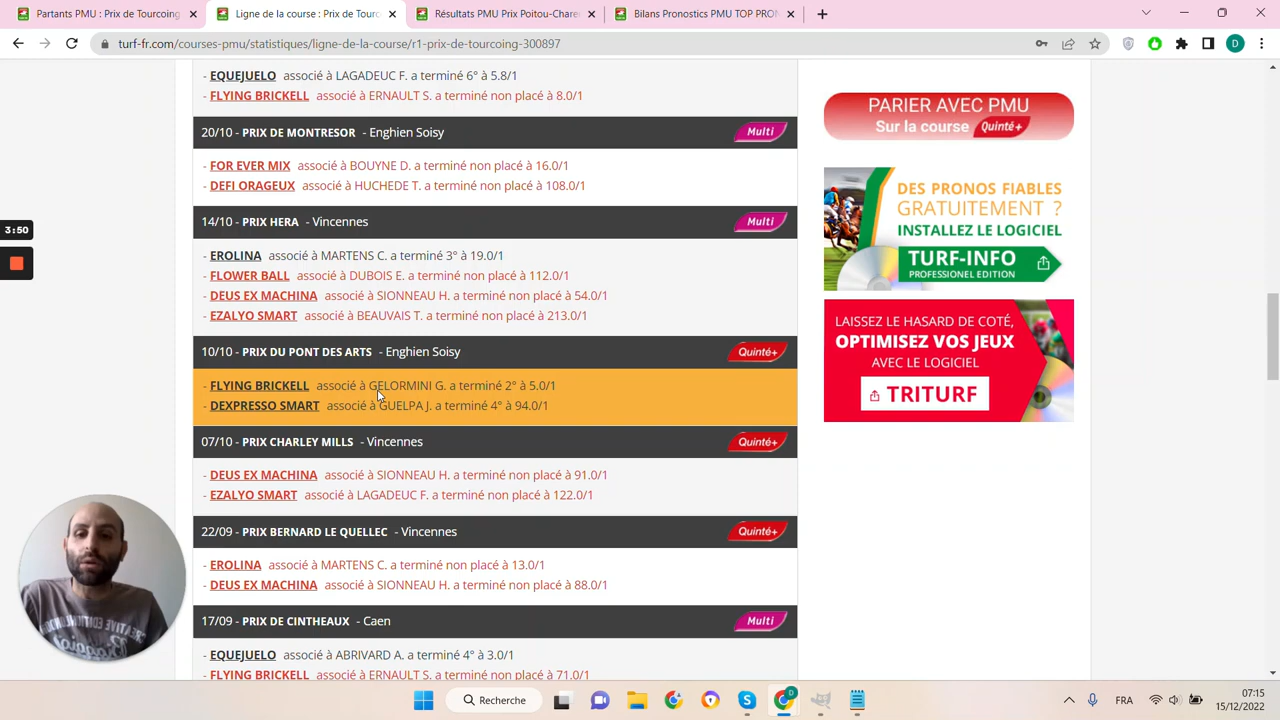 Partants PMU : Prix de Tourcoing
Ligne de la course : Prix de Tourc
Résultats PMU Prix Poitou-Chare
Bilans Pronostics PMU TOP PRON
turf-fr.com/courses-pmu/statistiques/ligne-de-la-course/r1-prix-de-tourcoing-300897
D
- EQUEJUELO associé à LAGADEUC F. a terminé 6° à 5.8/1
- FLYING BRICKELL associé à ERNAULT S. a terminé non placé à 8.0/1
20/10 - PRIX DE MONTRESOR - Enghien Soisy
Multi
- FOR EVER MIX associé à BOUYNE D. a terminé non placé à 16.0/1
- DEFI ORAGEUX associé à HUCHEDE T. a terminé non placé à 108.0/1
14/10 - PRIX HERA - Vincennes
Multi
- EROLINA associé à MARTENS C. a terminé 3° à 19.0/1
- FLOWER BALL associé à DUBOIS E. a terminé non placé à 112.0/1
- DEUS EX MACHINA associé à SIONNEAU H. a terminé non placé à 54.0/1
- EZALYO SMART associé à BEAUVAIS T. a terminé non placé à 213.0/1
10/10 - PRIX DU PONT DES ARTS - Enghien Soisy
Quinté+
- FLYING BRICKELL associé à GELORMINI G. a terminé 2° à 5.0/1
- DEXPRESSO SMART associé à GUELPA J. a terminé 4° à 94.0/1
07/10 - PRIX CHARLEY MILLS - Vincennes
Quinté+
- DEUS EX MACHINA associé à SIONNEAU H. a terminé non placé à 91.0/1
- EZALYO SMART associé à LAGADEUC F. a terminé non placé à 122.0/1
22/09 - PRIX BERNARD LE QUELLEC - Vincennes
Quinté+
- EROLINA associé à MARTENS C. a terminé non placé à 13.0/1
- DEUS EX MACHINA associé à SIONNEAU H. a terminé non placé à 88.0/1
17/09 - PRIX DE CINTHEAUX - Caen
Multi
- EQUEJUELO associé à ABRIVARD A. a terminé 4° à 3.0/1
- FLYING BRICKELL associé à ERNAULT S. a terminé non placé à 71.0/1
PARIER AVEC PMU
Sur la course Quinté+
DES PRONOS FIABLES
GRATUITEMENT ?
INSTALLEZ LE LOGICIEL
TURF-INFO
PROFESSIONEL EDITION
LAISSEZ LE HASARD DE COTÉ,
OPTIMISEZ VOS JEUX
AVEC LE LOGICIEL
TRITURF
3:50
Recherche
D
FRA
07:15
15/12/2022